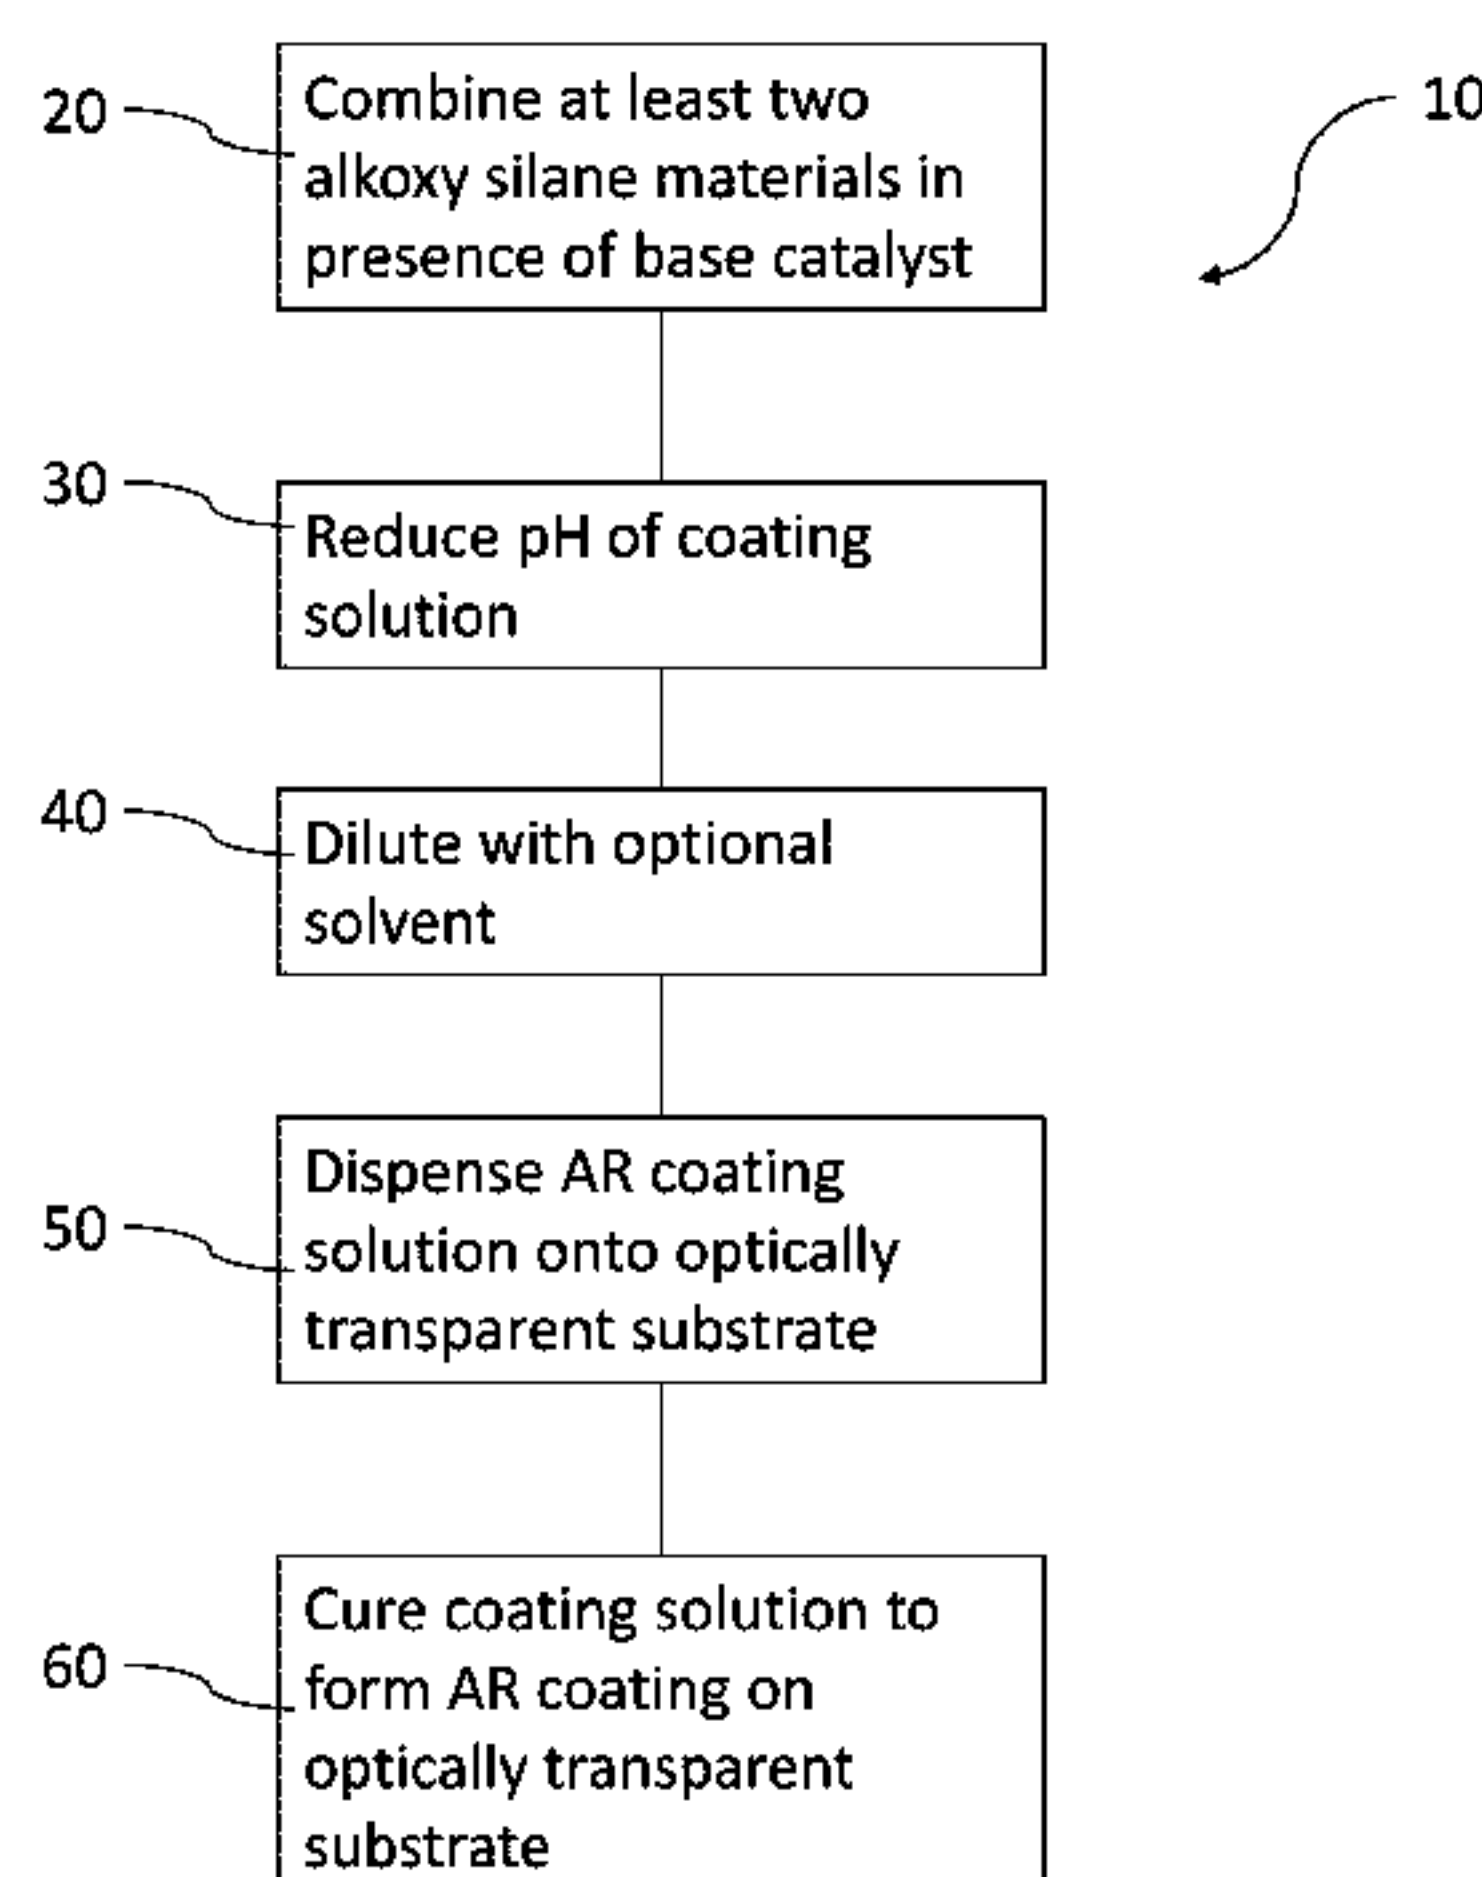 20
Combine at least two
alkoxy silane materials in
presence of base catalyst
10
30
Reduce pH of coating
solution
40
Dilute with optional
solvent
50
Dispense AR coating
solution onto optically
transparent substrate
60
Cure coating solution to
form AR coating on
optically transparent
substrate